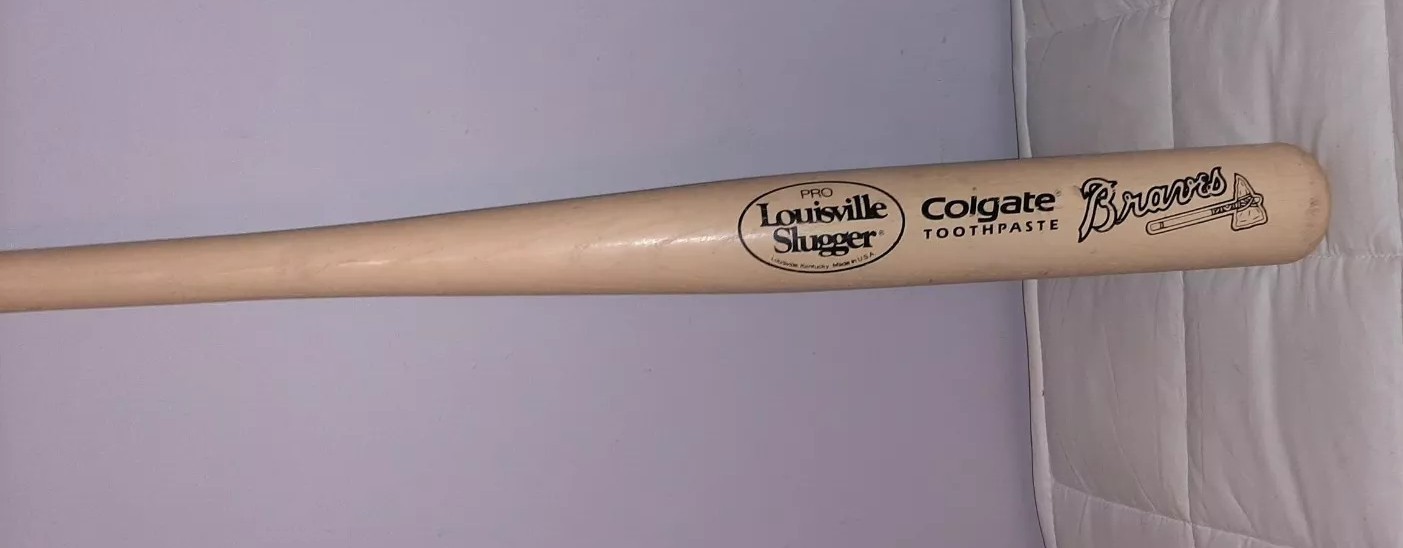 PRO
Louisville
Slugger®
Louisville Kentucky Made in U.S.A
Colgate®
TOOTHPASTE
Braves®